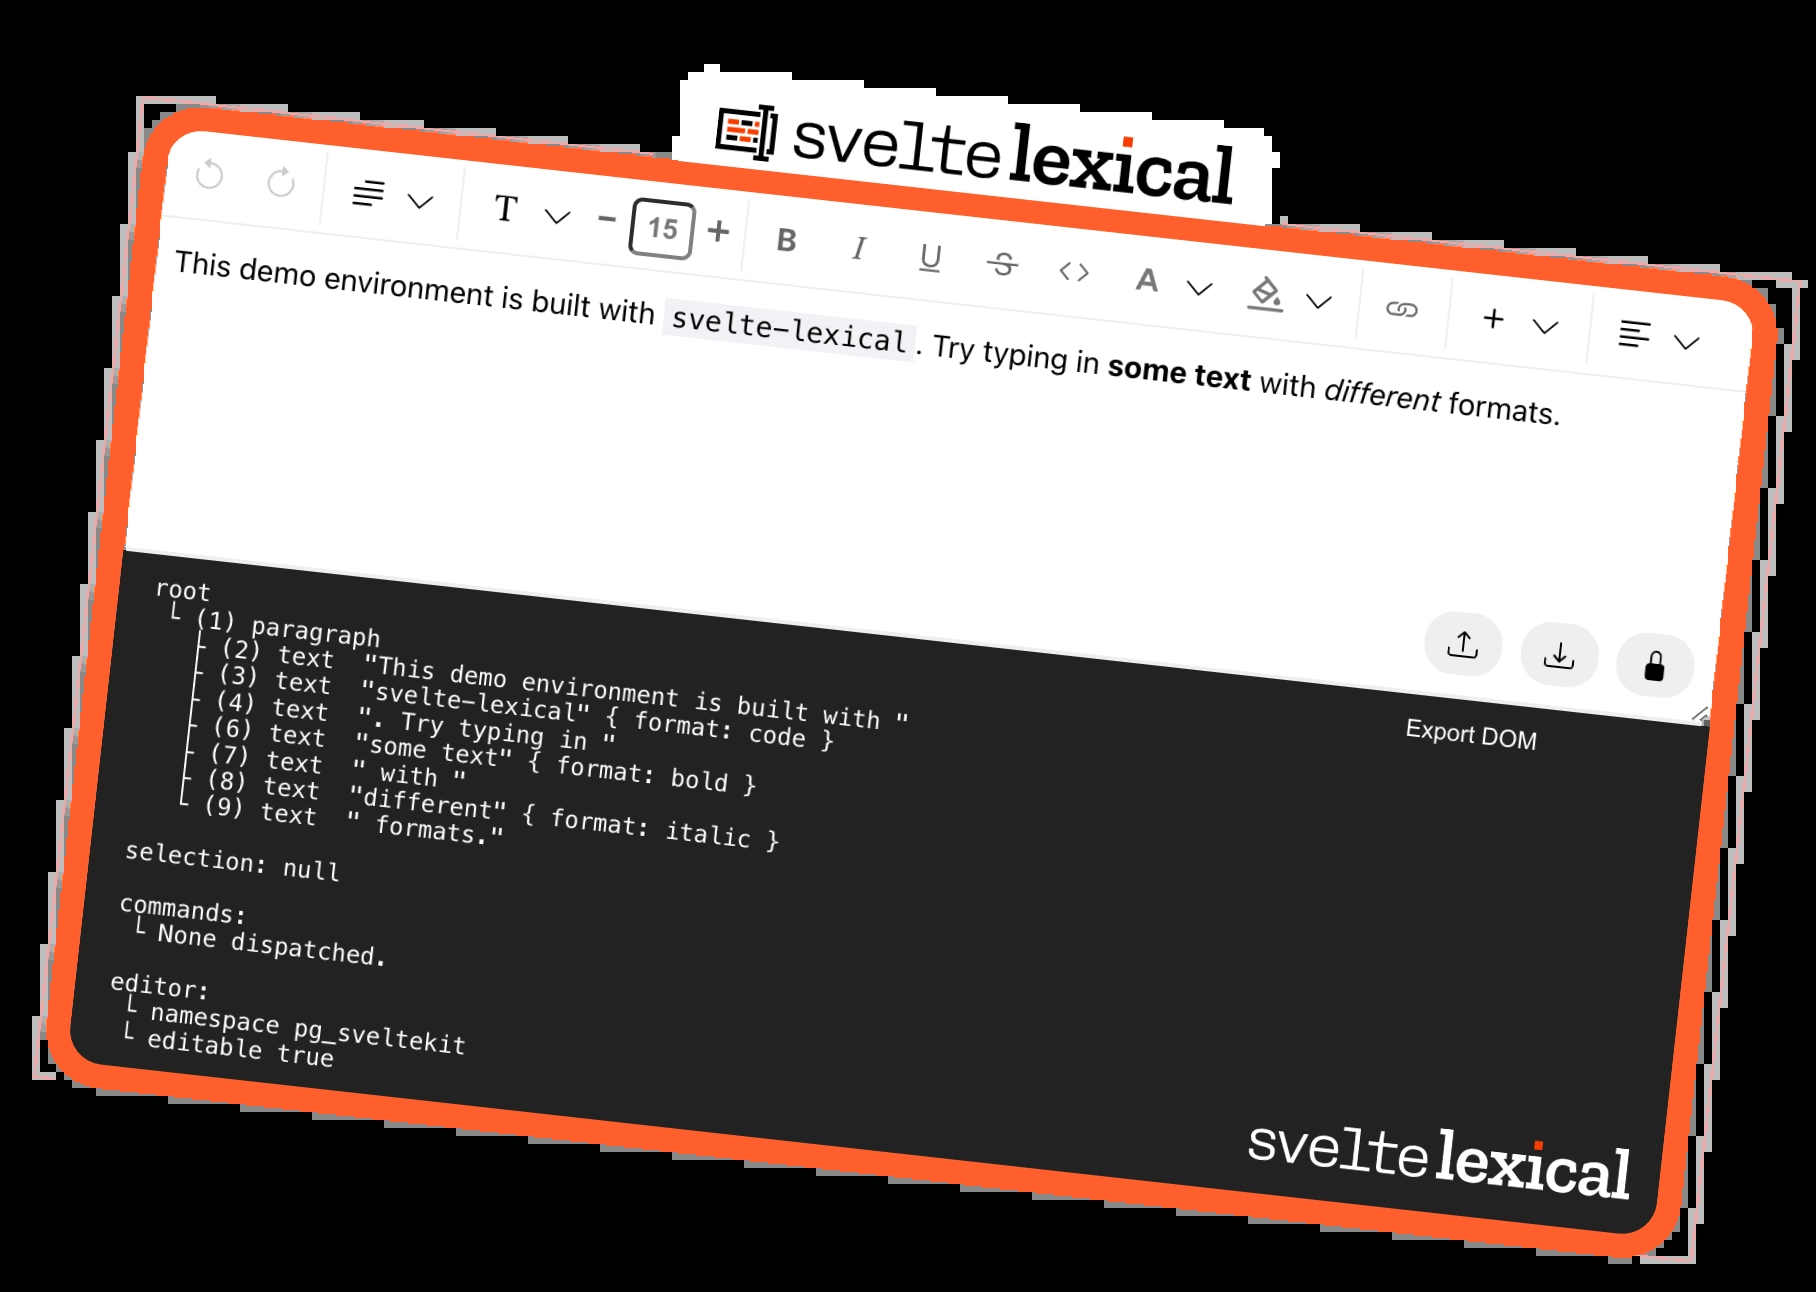 svelte lexical
T − 15 + B I U S <> A +
This demo environment is built with svelte-lexical. Try typing in some text with different formats.
root
└ (1) paragraph
├ (2) text "This demo environment is built with "
├ (3) text "svelte-lexical" { format: code }
├ (4) text ". Try typing in "
├ (6) text "some text" { format: bold }
├ (7) text " with "
├ (8) text "different" { format: italic }
└ (9) text " formats."
Export DOM
selection: null
commands:
└ None dispatched.
editor:
└ namespace pg_sveltekit
└ editable true
svelte lexical